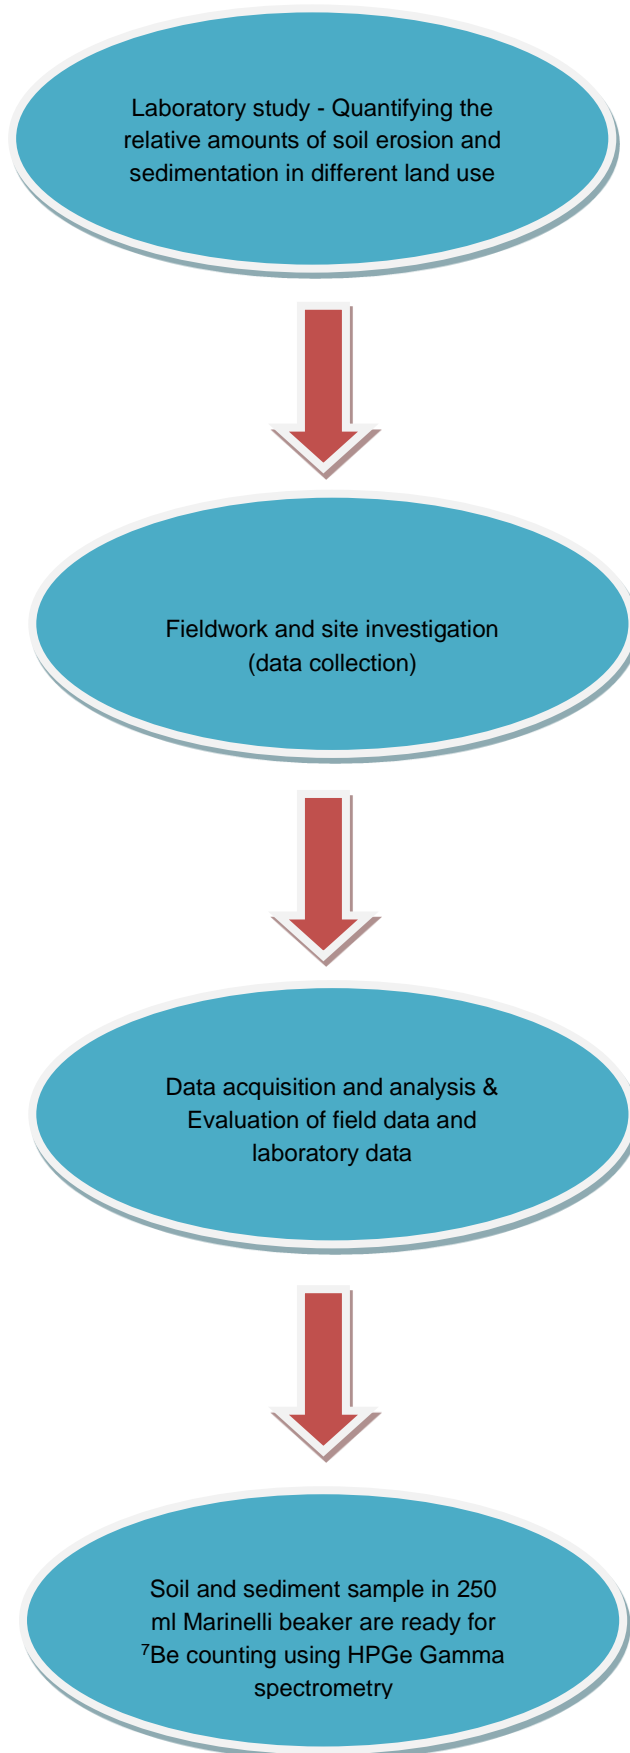 Laboratory study - Quantifying the
relative amounts of soil erosion and
sedimentation in different land use
Fieldwork and site investigation
(data collection)
Data acquisition and analysis &
Evaluation of field data and
laboratory data
Soil and sediment sample in 250
ml Marinelli beaker are ready for
⁷Be counting using HPGe Gamma
spectrometry